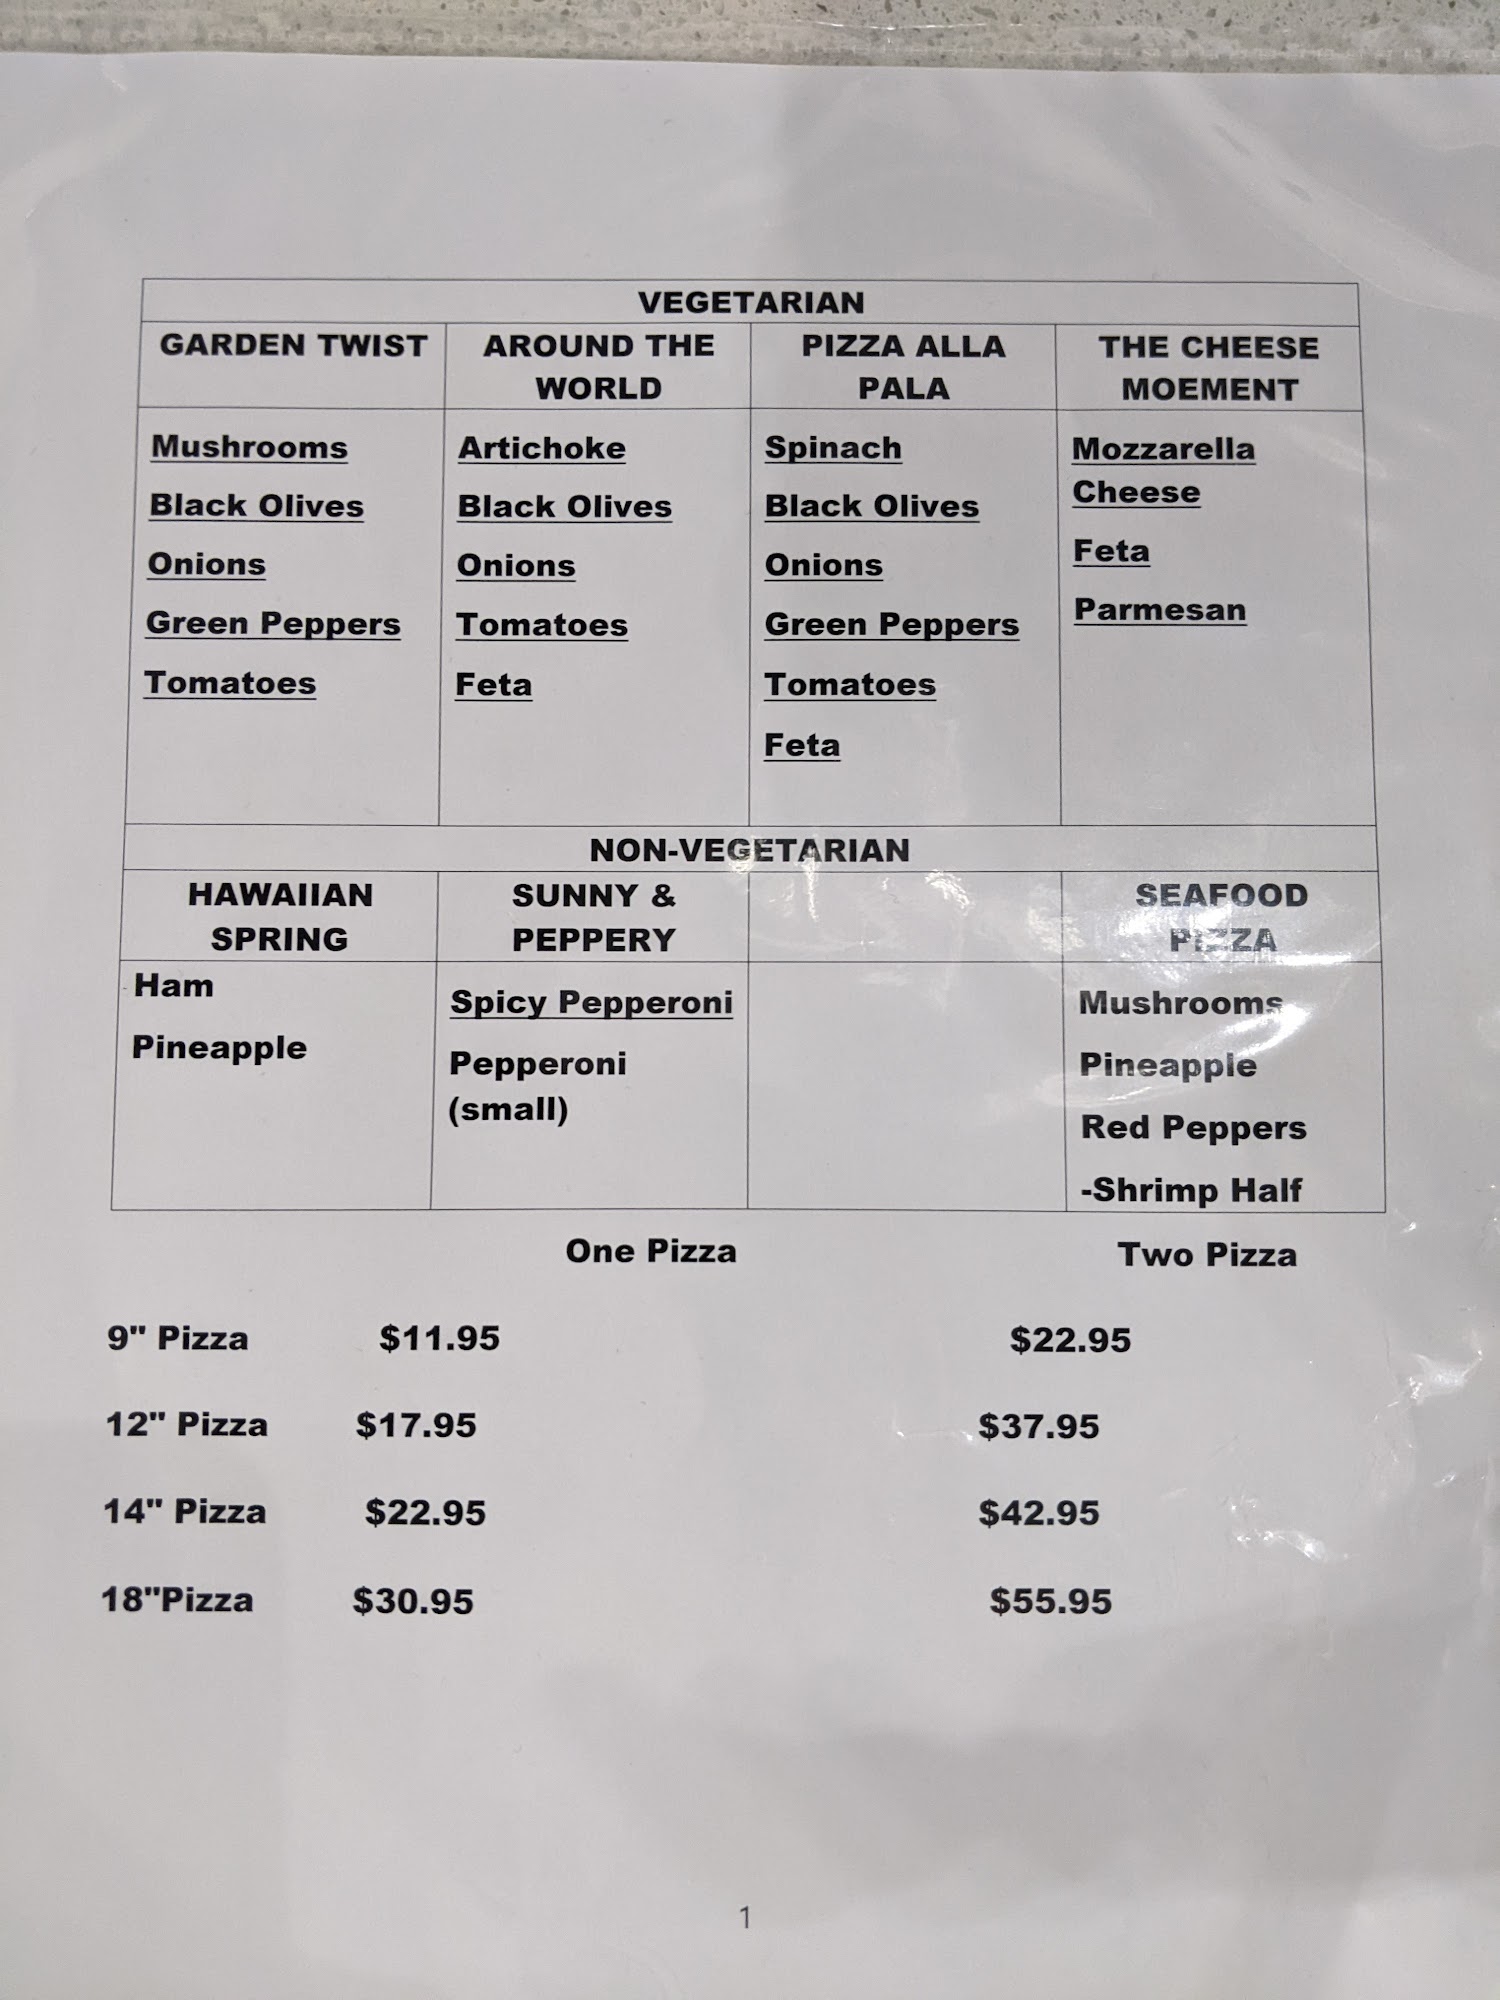 VEGETARIAN
GARDEN TWIST
AROUND THE
WORLD
PIZZA ALLA
PALA
THE CHEESE
MOEMENT
Mushrooms
Black Olives
Onions
Green Peppers
Tomatoes
Artichoke
Black Olives
Onions
Tomatoes
Feta
Spinach
Black Olives
Onions
Green Peppers
Tomatoes
Feta
Mozzarella
Cheese
Feta
Parmesan
NON-VEGETARIAN
HAWAIIAN
SPRING
SUNNY &
PEPPERY
SEAFOOD
PIZZA
Ham
Pineapple
Spicy Pepperoni
Pepperoni
(small)
Mushrooms
Pineapple
Red Peppers
-Shrimp Half
One Pizza Two Pizza
9" Pizza $11.95 $22.95
12" Pizza $17.95 $37.95
14" Pizza $22.95 $42.95
18"Pizza $30.95 $55.95
1